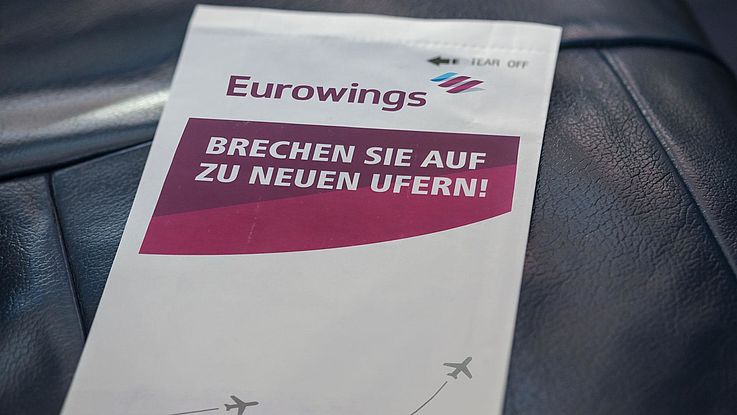 TEAR OFF
Eurowings
BRECHEN SIE AUF
ZU NEUEN UFERN!